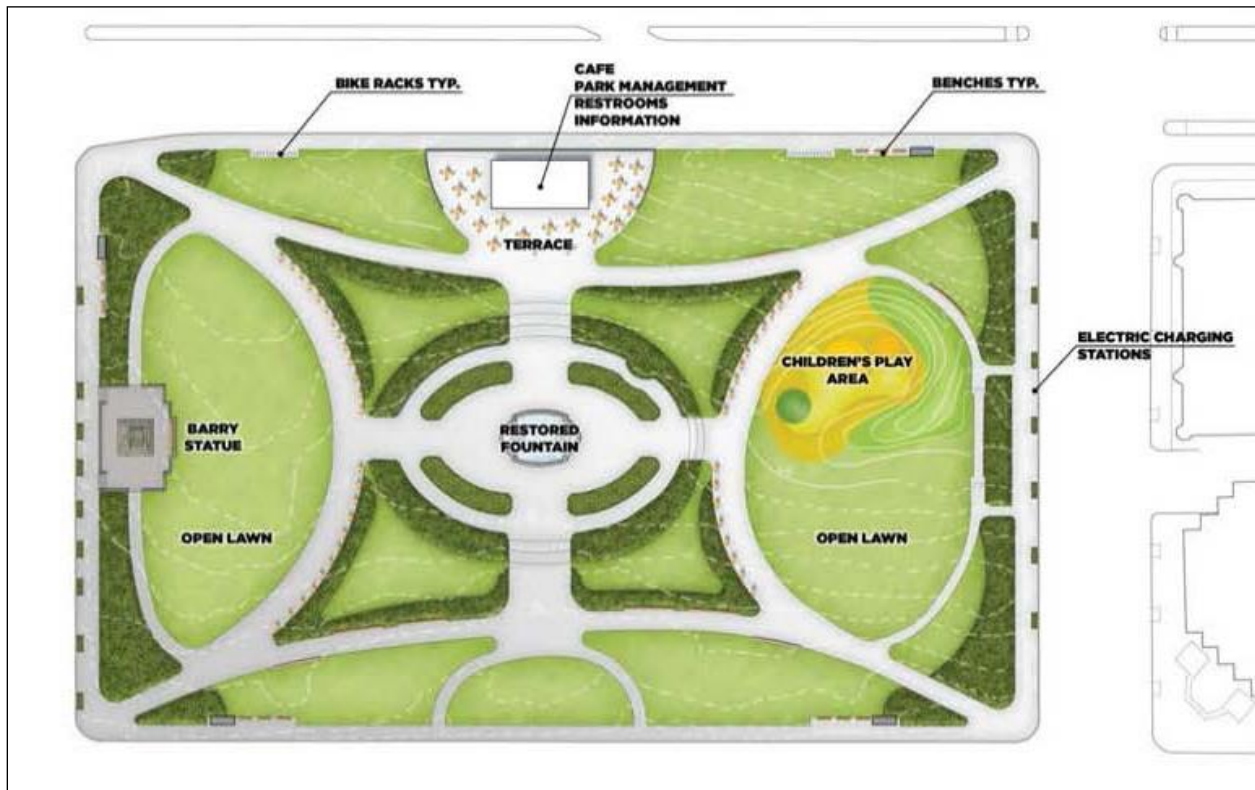 BIKE RACKS TYP.
CAFE
PARK MANAGEMENT
RESTROOMS
INFORMATION
BENCHES TYP.
TERRACE
CHILDREN'S PLAY
AREA
ELECTRIC CHARGING
STATIONS
BARRY
STATUE
RESTORED
FOUNTAIN
OPEN LAWN
OPEN LAWN